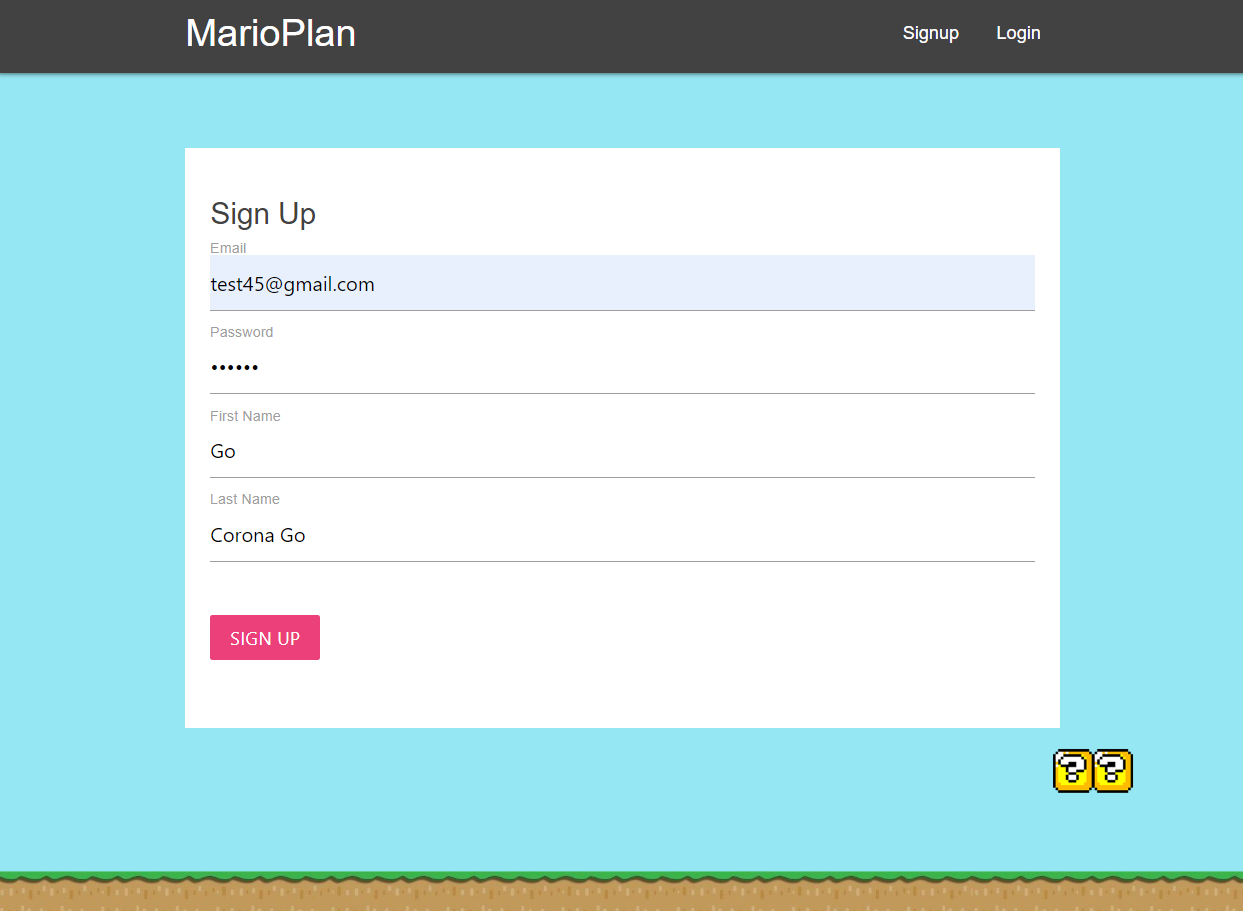 MarioPlan
Signup Login
Sign Up
Email
test45@gmail.com
Password
••••••
First Name
Go
Last Name
Corona Go
SIGN UP
? ?